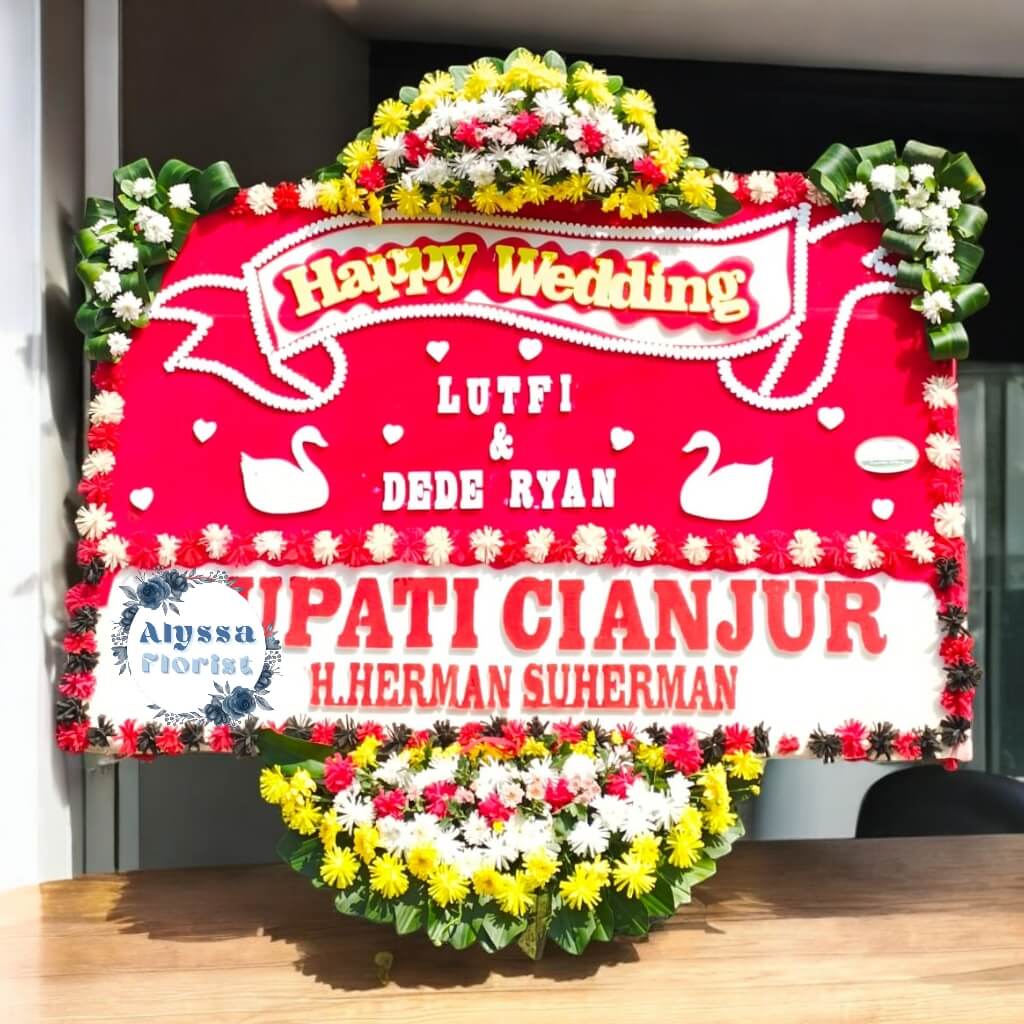 Happy Wedding
LUTFI
&
DEDE RYAN
UPATI CIANJUR
H.HERMAN SUHERMAN
Alyssa
Florist